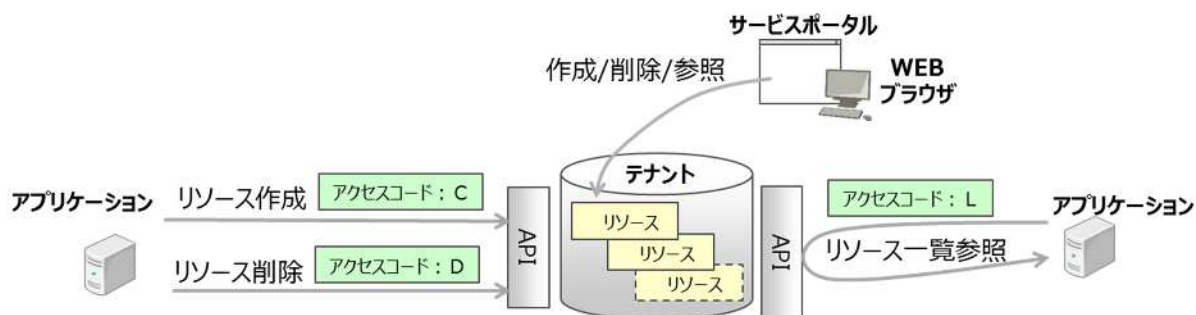 サービスポータル
作成/削除/参照
WEB
ブラウザ
テナント
アプリケーション
リソース作成
アクセスコード：C
リソース削除
アクセスコード：D
API
リソース
リソース
リソース
API
アクセスコード：L
リソース一覧参照
アプリケーション